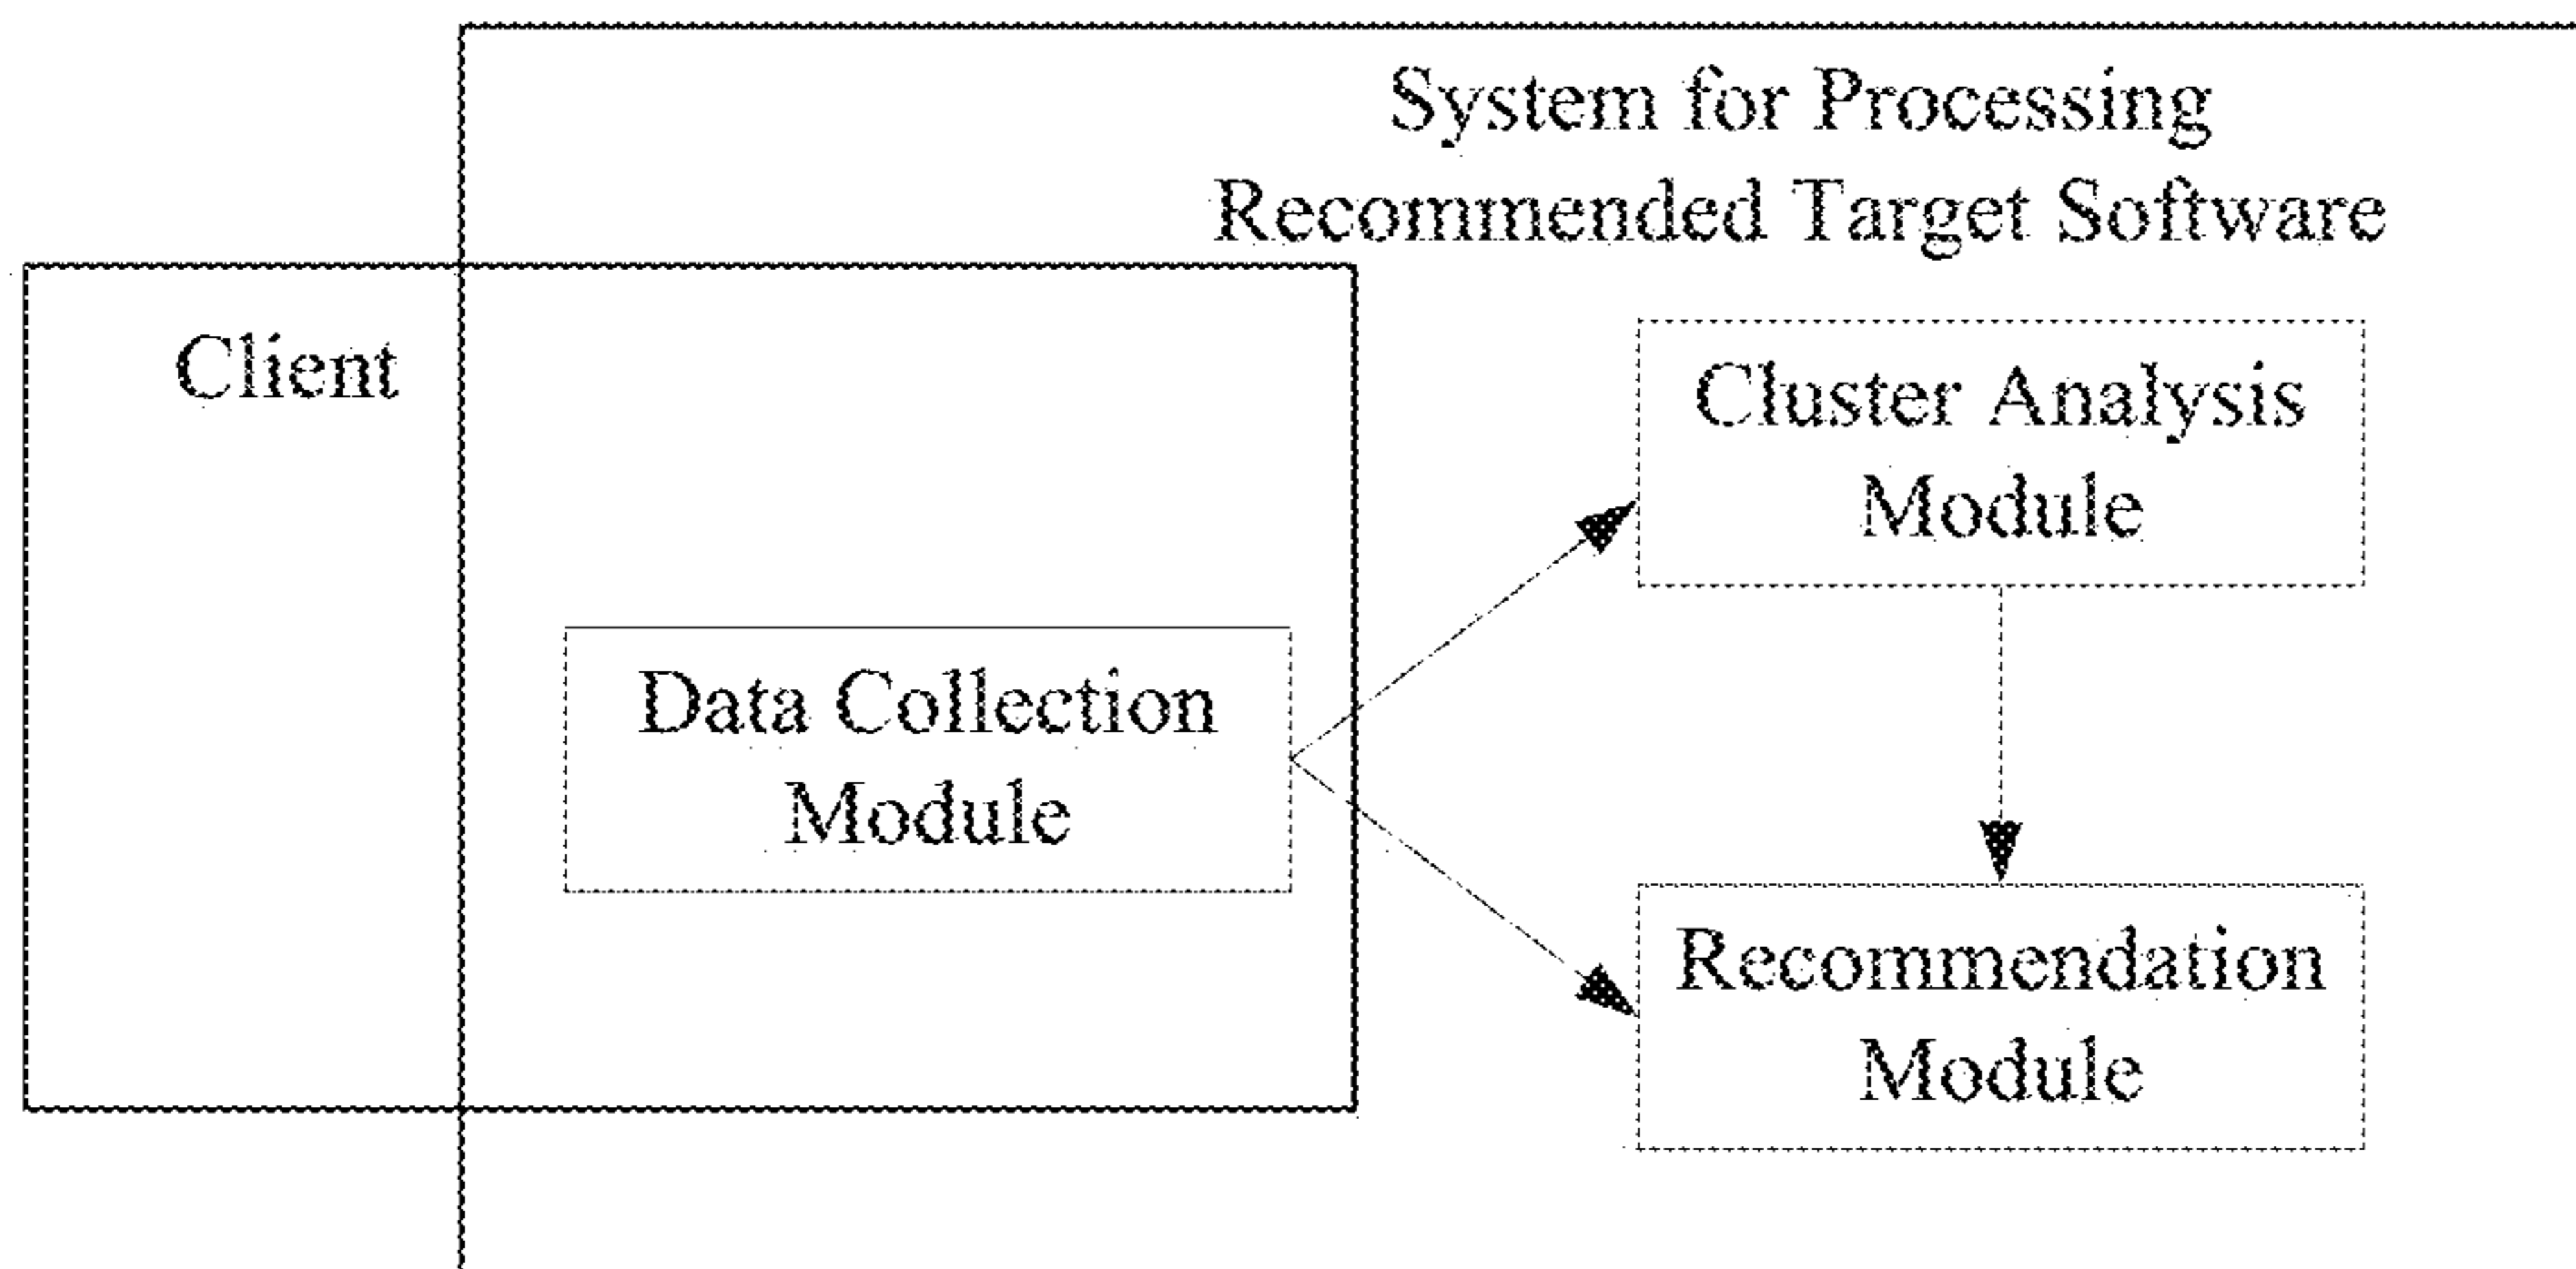 System for Processing
Recommended Target Software
Client
Cluster Analysis
Module
Data Collection
Module
Recommendation
Module